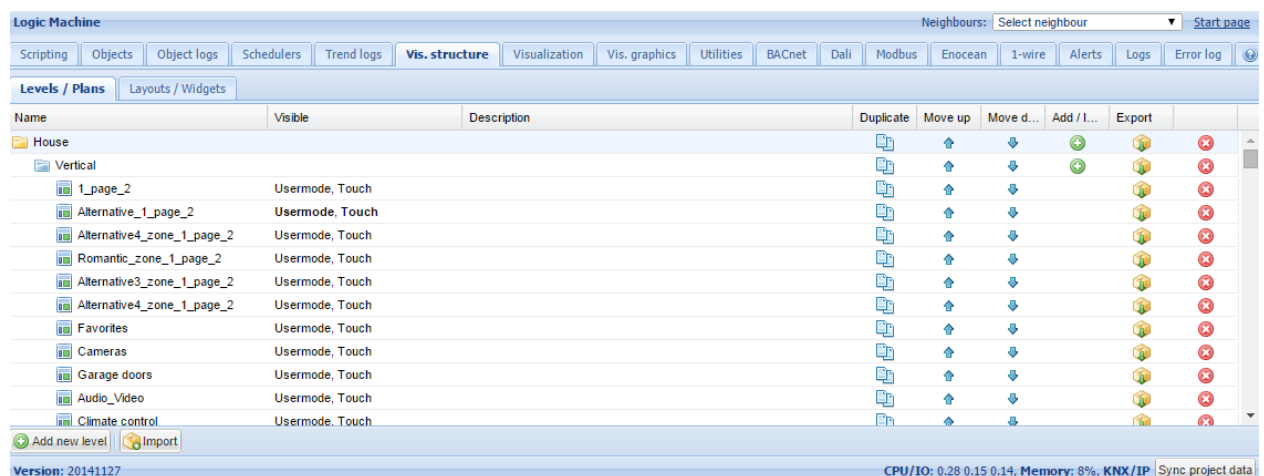 Logic Machine Neighbours: Select neighbour Start page
Scripting Objects Object logs Schedulers Trend logs Vis. structure Visualization Vis. graphics Utilities BACnet Dali Modbus Enocean 1-wire Alerts Logs Error log
Levels / Plans Layouts / Widgets
Name Visible Description Duplicate Move up Move d... Add / I... Export
House
Vertical
1_page_2 Usermode, Touch
Alternative_1_page_2 Usermode, Touch
Alternative4_zone_1_page_2 Usermode, Touch
Romantic_zone_1_page_2 Usermode, Touch
Alternative3_zone_1_page_2 Usermode, Touch
Alternative4_zone_1_page_2 Usermode, Touch
Favorites Usermode, Touch
Cameras Usermode, Touch
Garage doors Usermode, Touch
Audio_Video Usermode, Touch
Climate control Usermode, Touch
Add new level Import
Version: 20141127 CPU/IO: 0.28 0.15 0.14, Memory: 8%, KNX/IP Sync project data